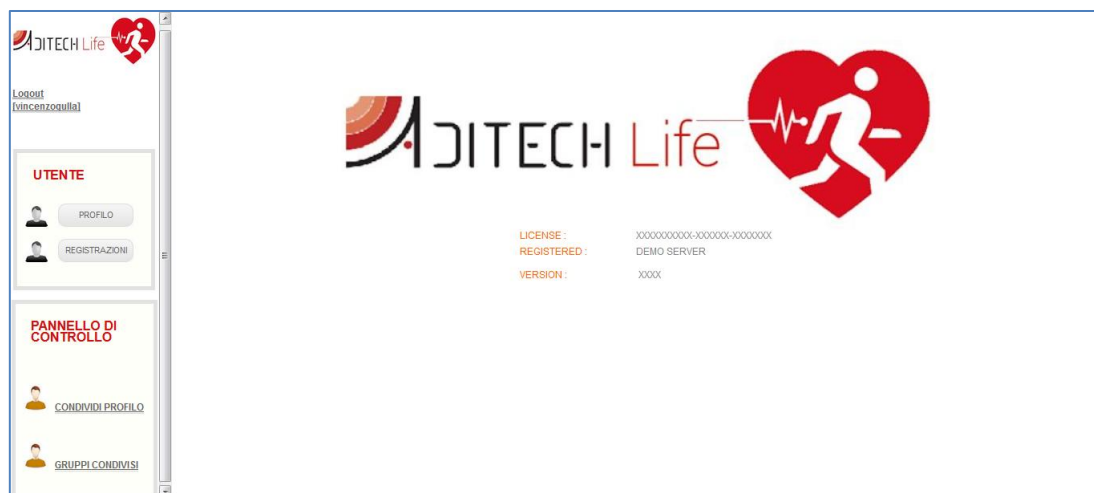 ADITECH Life
Logout
[vincenzogulla]
UTENTE
PROFILO
REGISTRAZIONI
PANNELLO DI
CONTROLLO
CONDIVIDI PROFILO
GRUPPI CONDIVISI
ADITECH Life
LICENSE : XXXXXXXXXX-XXXXXX-XXXXXXX
REGISTERED : DEMO SERVER
VERSION : XXXX